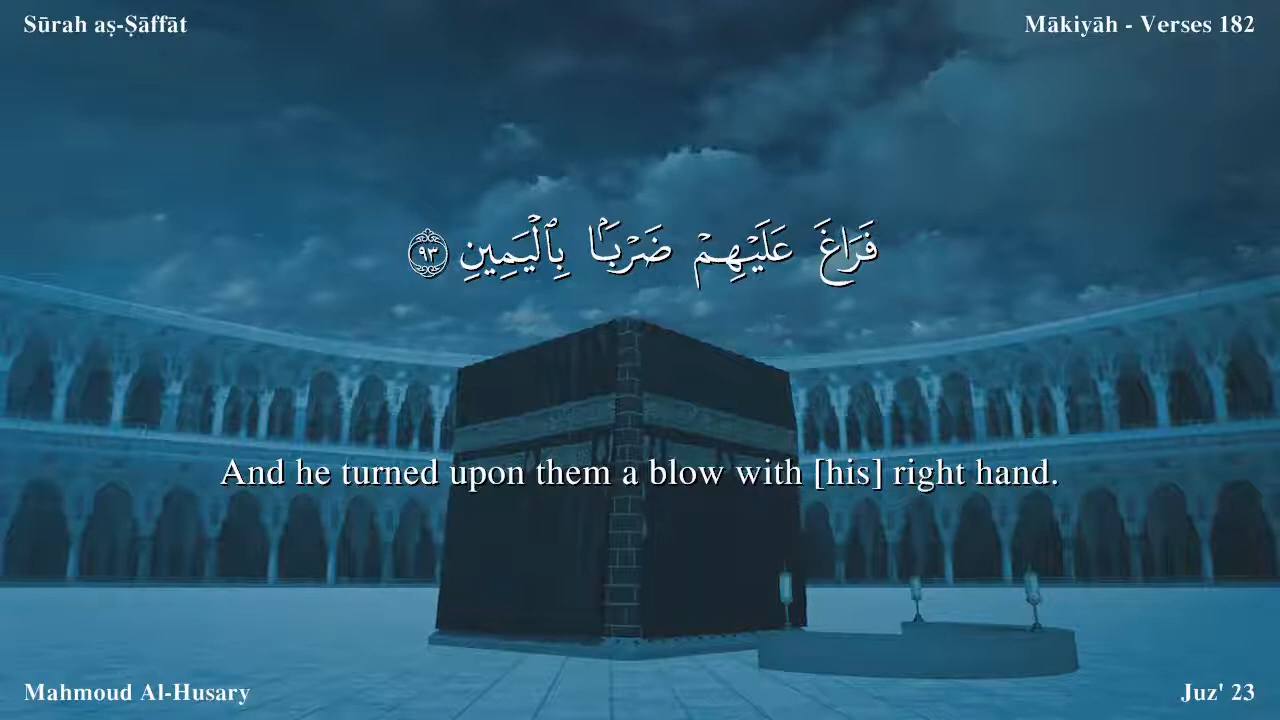 Sūrah aṣ-Ṣāffāt
Mākiyāh - Verses 182
فَرَاغَ عَلَيْهِمْ ضَرْبًۢا بِٱلْيَمِينِ ٩٣
And he turned upon them a blow with [his] right hand.
Mahmoud Al-Husary
Juz' 23